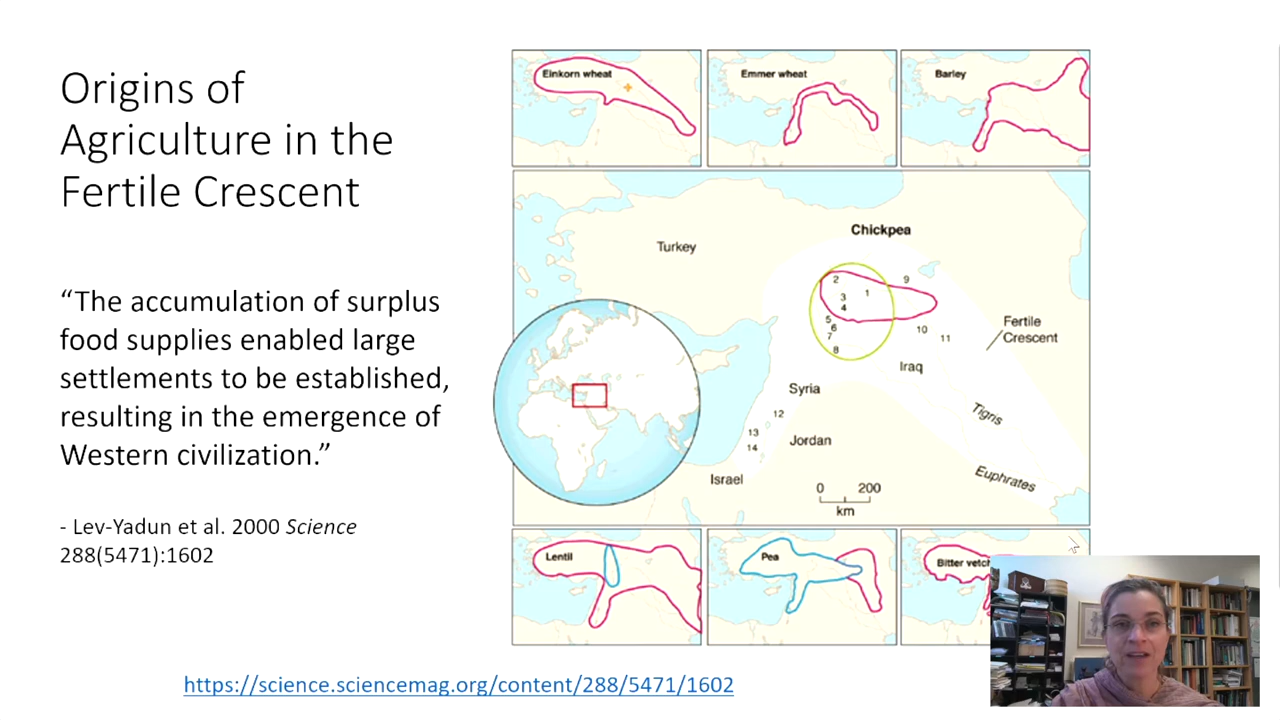 Origins of
Agriculture in the
Fertile Crescent
“The accumulation of surplus
food supplies enabled large
settlements to be established,
resulting in the emergence of
Western civilization.”
- Lev-Yadun et al. 2000 Science
288(5471):1602
Einkorn wheat
Emmer wheat
Barley
Chickpea
Turkey
2
1
9
3
4
5
6
7
8
10
11
Fertile
Crescent
Iraq
Syria
12
13
14
Jordan
Israel
Tigris
Euphrates
0 200
km
Lentil
Pea
Bitter vetch
https://science.sciencemag.org/content/288/5471/1602